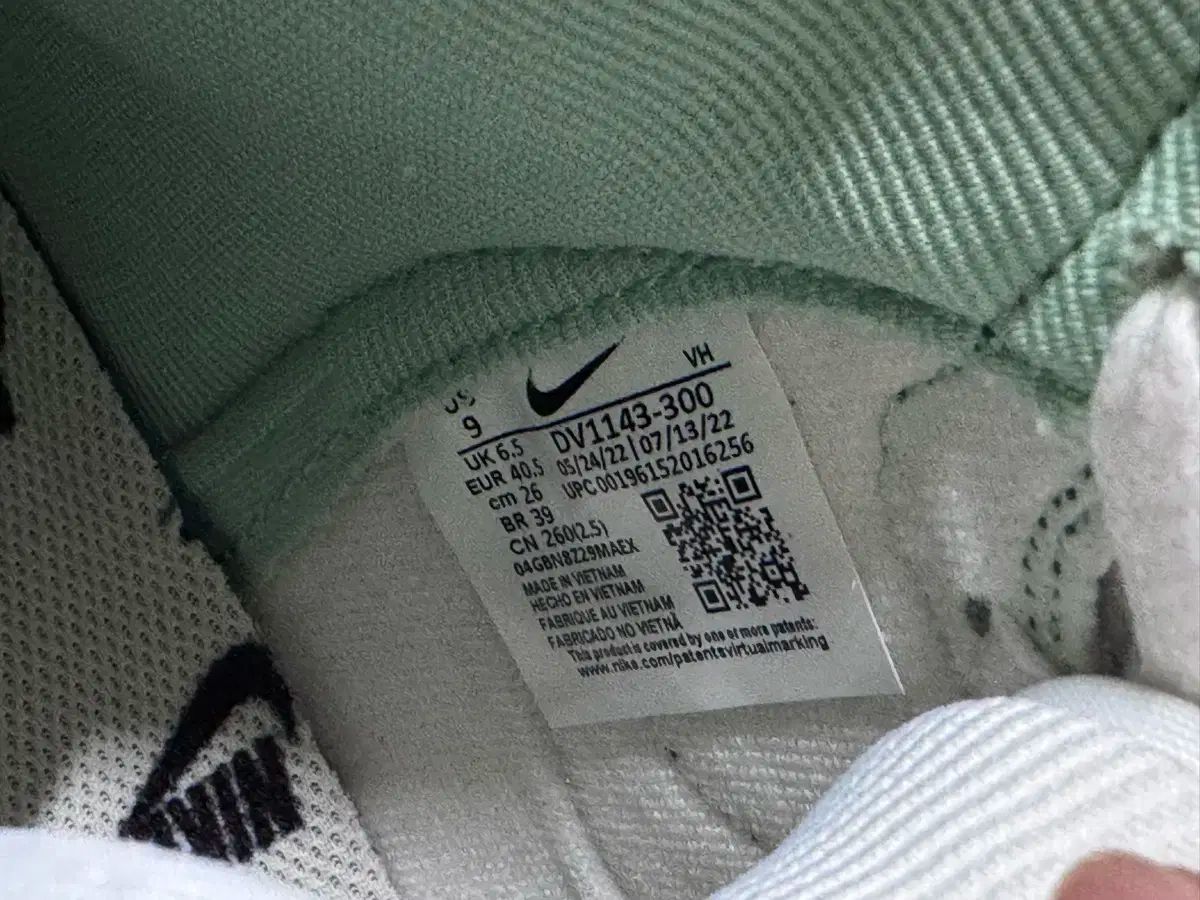 US
9
VH
UK 6.5
DV1143-300
EUR 40.5
05/24/22|07/13/22
cm 26
UPC 00196152016256
BR 39
CN 260(2.5)
04GBN8Z29MAEX
MADE IN VIETNAM
HECHO EN VIETNAM
FABRIQUE AU VIETNAM
FABRICADO NO VIETNA
This product is covered by one or more patents:
www.nike.com/patentsvirtualmarking